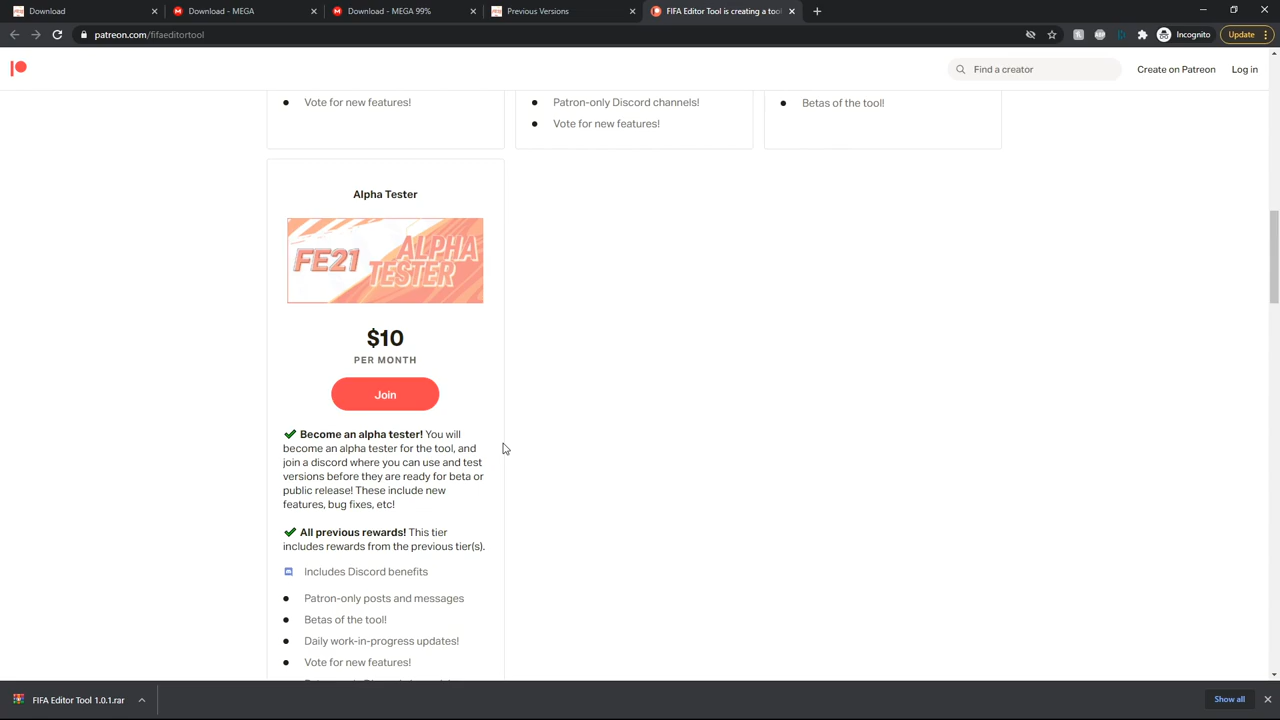 Download
Download - MEGA
Download - MEGA 99%
Previous Versions
FIFA Editor Tool is creating a tool
patreon.com/fifaeditortool
Incognito
Update
Find a creator
Create on Patreon
Log in
Vote for new features!
Patron-only Discord channels!
Vote for new features!
Betas of the tool!
Alpha Tester
FE21 ALPHA
TESTER
$10
PER MONTH
Join
Become an alpha tester! You will
become an alpha tester for the tool, and
join a discord where you can use and test
versions before they are ready for beta or
public release! These include new
features, bug fixes, etc!
All previous rewards! This tier
includes rewards from the previous tier(s).
Includes Discord benefits
Patron-only posts and messages
Betas of the tool!
Daily work-in-progress updates!
Vote for new features!
FIFA Editor Tool 1.0.1.rar
Show all